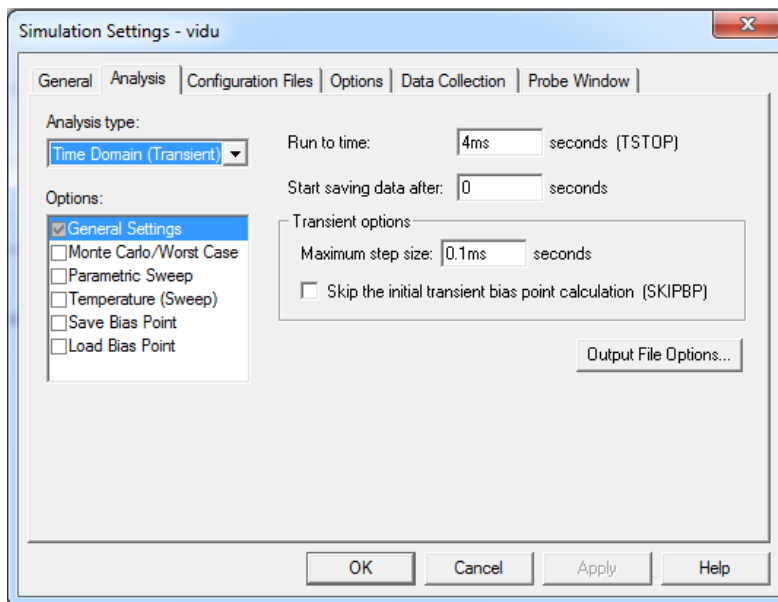 Simulation Settings - vidu
General Analysis Configuration Files Options Data Collection Probe Window
Analysis type:
Time Domain (Transient)
Options:
General Settings
Monte Carlo/Worst Case
Parametric Sweep
Temperature (Sweep)
Save Bias Point
Load Bias Point
Run to time: 4ms seconds (TSTOP)
Start saving data after: 0 seconds
Transient options
Maximum step size: 0.1ms seconds
Skip the initial transient bias point calculation (SKIPBP)
Output File Options...
OK Cancel Apply Help